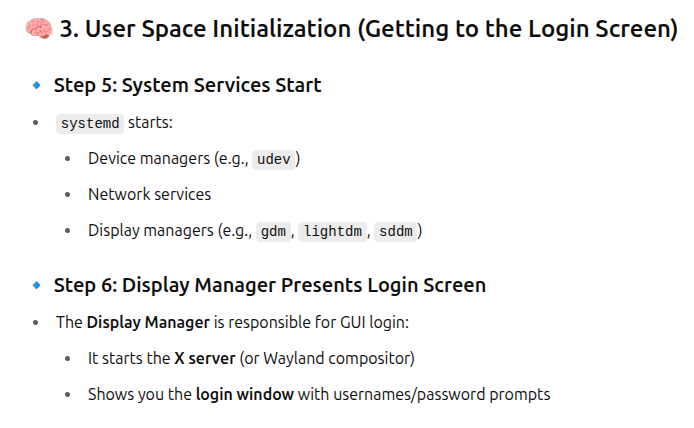 🧠 3. User Space Initialization (Getting to the Login Screen)
🔹 Step 5: System Services Start
• systemd starts:
• Device managers (e.g., udev)
• Network services
• Display managers (e.g., gdm, lightdm, sddm)
🔹 Step 6: Display Manager Presents Login Screen
• The Display Manager is responsible for GUI login:
• It starts the X server (or Wayland compositor)
• Shows you the login window with usernames/password prompts